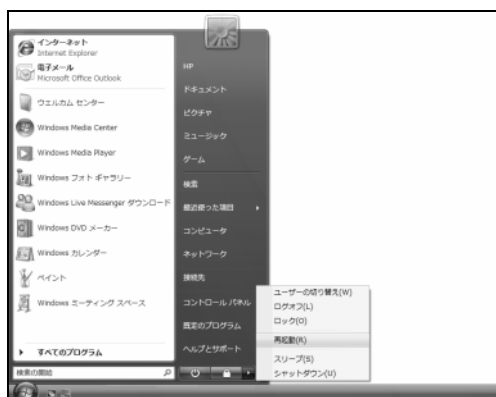 インターネット
Internet Explorer
電子メール
Microsoft Office Outlook
ウェルカム センター
Windows Media Center
Windows Media Player
Windows フォト ギャラリー
Windows Live Messenger ダウンロード
Windows DVD メーカー
Windows カレンダー
ペイント
Windows ミーティング スペース
すべてのプログラム
検索の開始
HP
ドキュメント
ピクチャ
ミュージック
ゲーム
検索
最近使った項目
コンピュータ
ネットワーク
接続先
コントロール パネル
既定のプログラム
ヘルプとサポート
ユーザーの切り替え(W)
ログオフ(L)
ロック(O)
再起動(R)
スリープ(S)
シャットダウン(U)